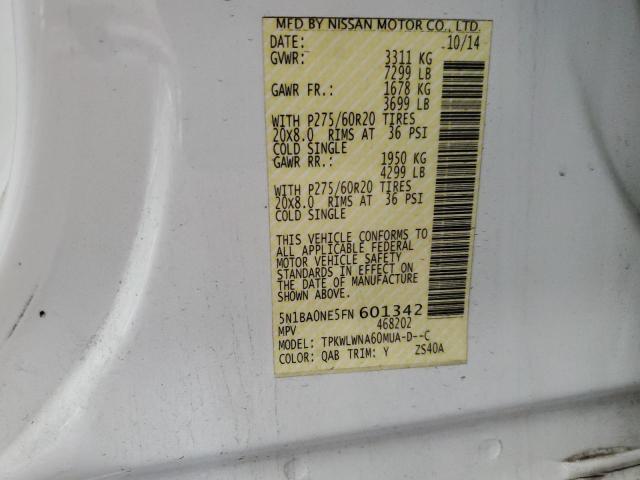 MFD BY NISSAN MOTOR CO., LTD.
DATE: 10/14
GVWR: 3311 KG
7299 LB
GAWR FR.: 1678 KG
3699 LB
WITH P275/60R20 TIRES
20X8.0 RIMS AT 36 PSI
COLD SINGLE
GAWR RR.: 1950 KG
4299 LB
WITH P275/60R20 TIRES
20X8.0 RIMS AT 36 PSI
COLD SINGLE
THIS VEHICLE CONFORMS TO
ALL APPLICABLE FEDERAL
MOTOR VEHICLE SAFETY
STANDARDS IN EFFECT ON
THE DATE OF MANUFACTURE
SHOWN ABOVE.
5N1BA0NE5FN 601342
MPV 468202
MODEL: TPKWLWNA60MUA-D--C
COLOR: QAB TRIM: Y ZS40A